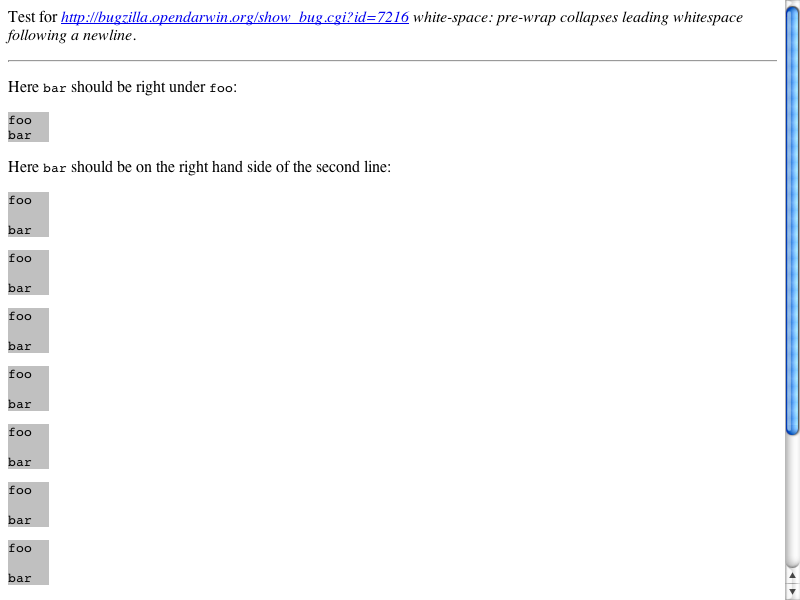 Test for http://bugzilla.opendarwin.org/show_bug.cgi?id=7216 white-space: pre-wrap collapses leading whitespace
following a newline.
Here bar should be right under foo:
foo
bar
Here bar should be on the right hand side of the second line:
foo
bar
foo
bar
foo
bar
foo
bar
foo
bar
foo
bar
foo
bar